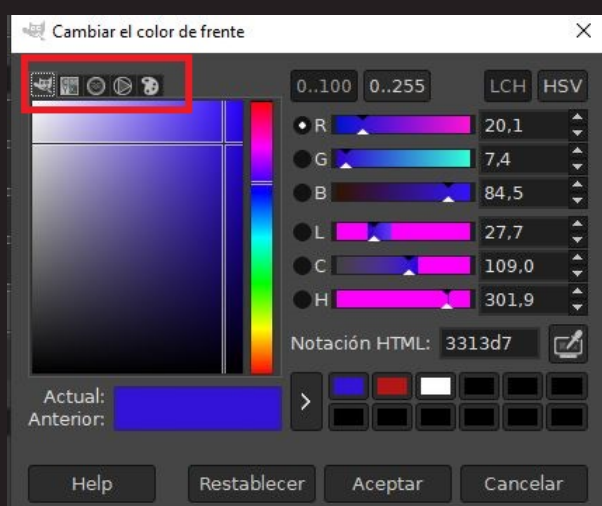 Cambiar el color de frente
0..100 0..255 LCH HSV
R 20,1
G 7,4
B 84,5
L 27,7
C 109,0
H 301,9
Notación HTML: 3313d7
Actual:
Anterior:
>
Help Restablecer Aceptar Cancelar